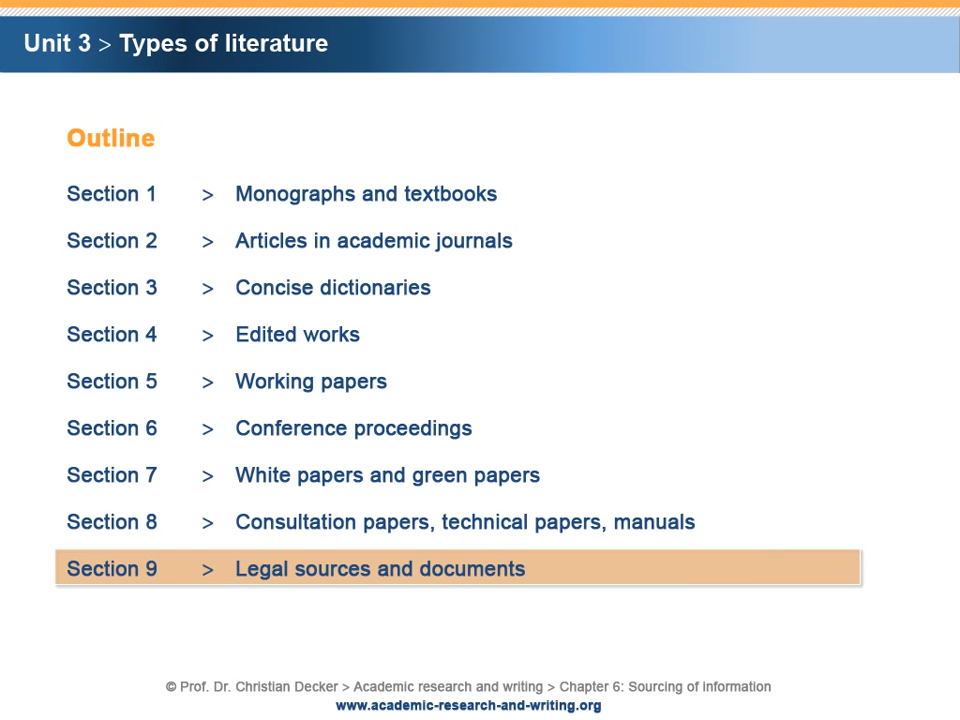 Unit 3 > Types of literature
Outline
Section 1 > Monographs and textbooks
Section 2 > Articles in academic journals
Section 3 > Concise dictionaries
Section 4 > Edited works
Section 5 > Working papers
Section 6 > Conference proceedings
Section 7 > White papers and green papers
Section 8 > Consultation papers, technical papers, manuals
Section 9 > Legal sources and documents
© Prof. Dr. Christian Decker > Academic research and writing > Chapter 6: Sourcing of information
www.academic-research-and-writing.org